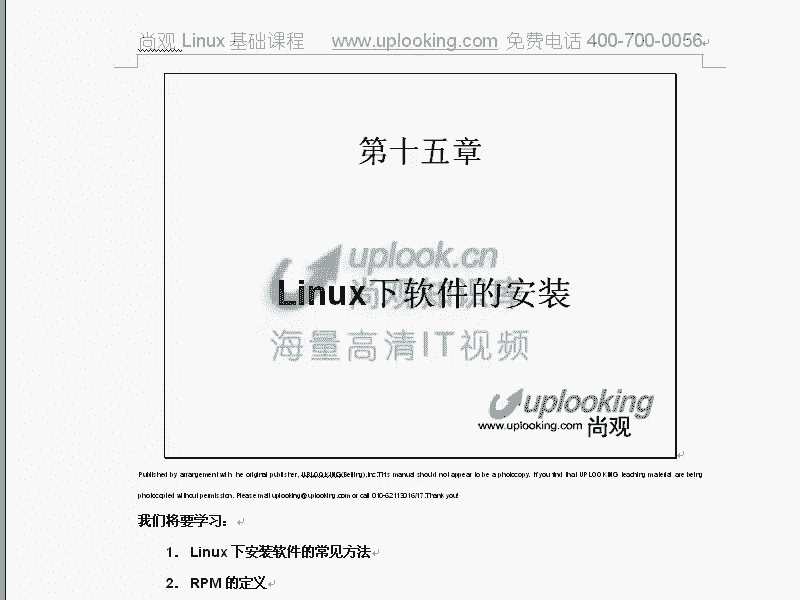 尚观 Linux 基础课程 www.uplooking.com 免费电话 400-700-0056
第十五章
uplook.cn
Linux下软件的安装
海量高清IT视频
uplooking
www.uplooking.com 尚观
Published by arrangement with the original publisher, UPLOOKING(Beijing),Inc.This manual should not appear to be a photocopy. If you find that UPLOOKING teaching material are being
photocopied without permission. Please mail uplooking@uplooking.com or call 010-62113016/17.Thank you!
我们将要学习：
1. Linux 下安装软件的常见方法
2. RPM 的定义